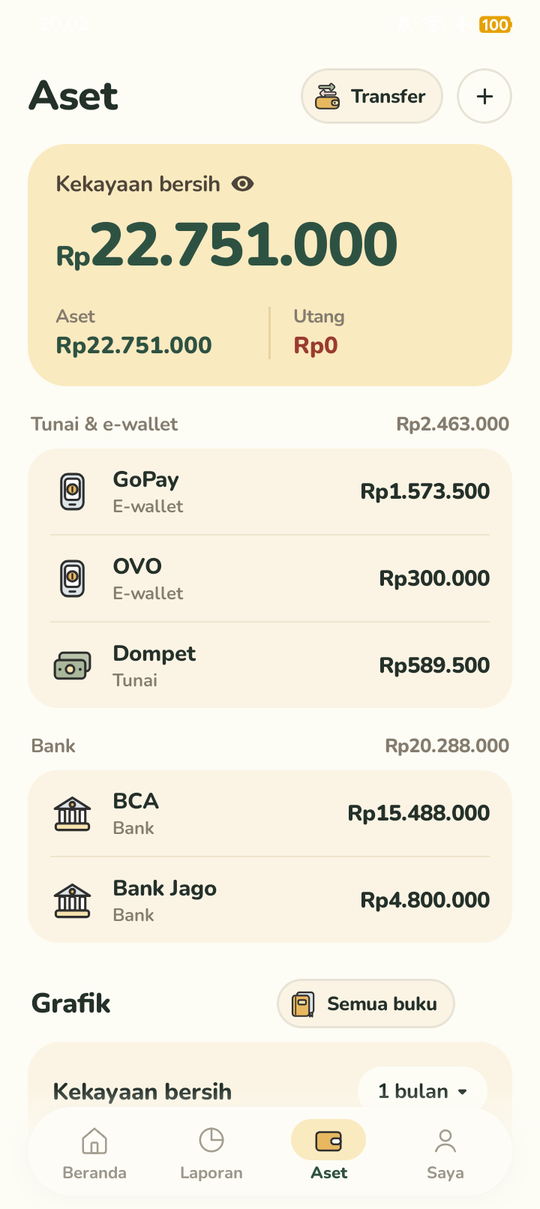 100
Aset
Transfer
+
Kekayaan bersih
Rp22.751.000
Aset
Utang
Rp22.751.000
Rp0
Tunai & e-wallet
Rp2.463.000
GoPay
Rp1.573.500
E-wallet
OVO
Rp300.000
E-wallet
Dompet
Rp589.500
Tunai
Bank
Rp20.288.000
BCA
Rp15.488.000
Bank
Bank Jago
Rp4.800.000
Bank
Grafik
Semua buku
Kekayaan bersih
1 bulan
Beranda
Laporan
Aset
Saya